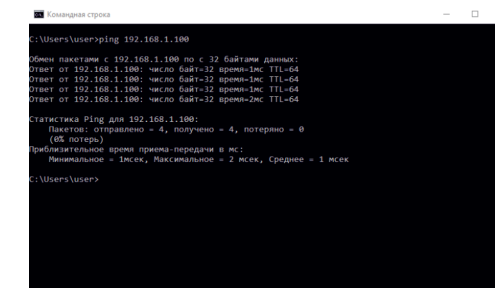 Командная строка
C:\Users\user>ping 192.168.1.100
Обмен пакетами с 192.168.1.100 по с 32 байтами данных:
Ответ от 192.168.1.100: число байт=32 время=1мс TTL=64
Ответ от 192.168.1.100: число байт=32 время=1мс TTL=64
Ответ от 192.168.1.100: число байт=32 время=1мс TTL=64
Ответ от 192.168.1.100: число байт=32 время=2мс TTL=64
Статистика Ping для 192.168.1.100:
Пакетов: отправлено = 4, получено = 4, потеряно = 0
(0% потерь)
Приблизительное время приема-передачи в мс:
Минимальное = 1мсек, Максимальное = 2 мсек, Среднее = 1 мсек
C:\Users\user>